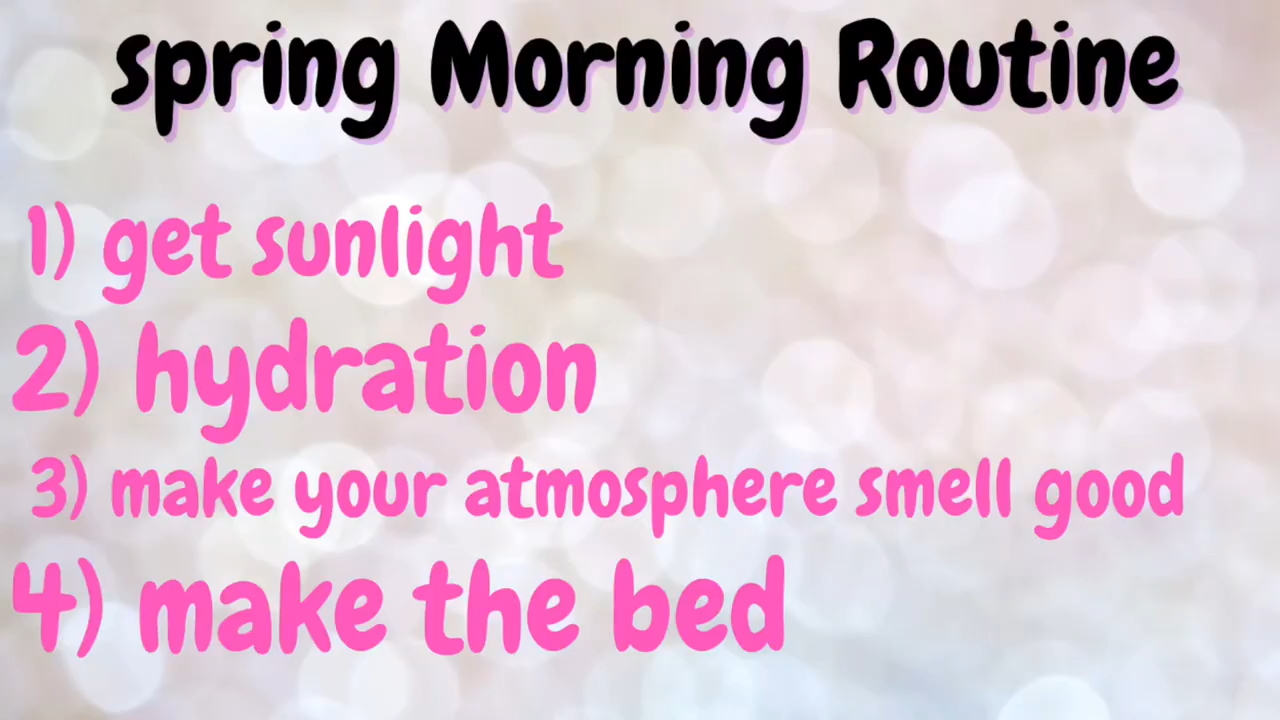 spring Morning Routine
1) get sunlight
2) hydration
3) make your atmosphere smell good
4) make the bed